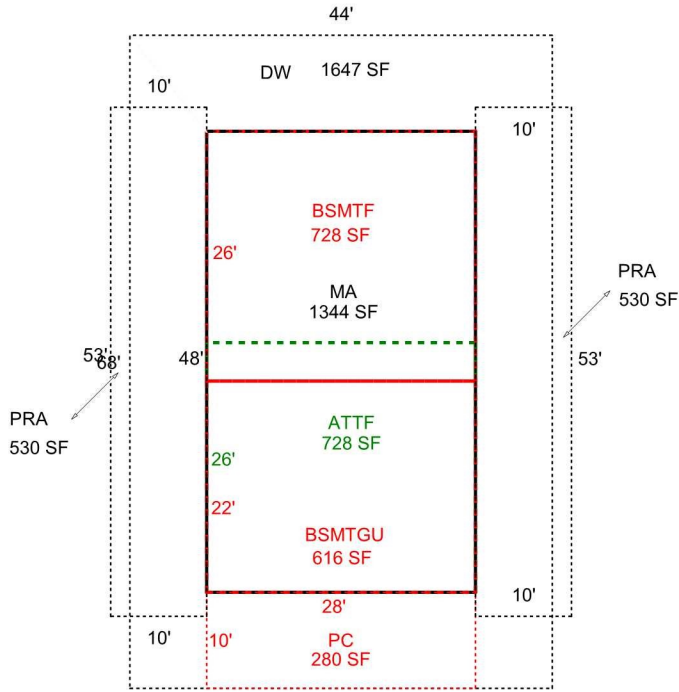 44'
DW 1647 SF
10'
10'
BSMTF
728 SF
26'
PRA
530 SF
MA
1344 SF
53'
68'
48'
53'
PRA
530 SF
ATTF
728 SF
26'
22'
BSMTGU
616 SF
10'
28'
10'
10'
PC
280 SF